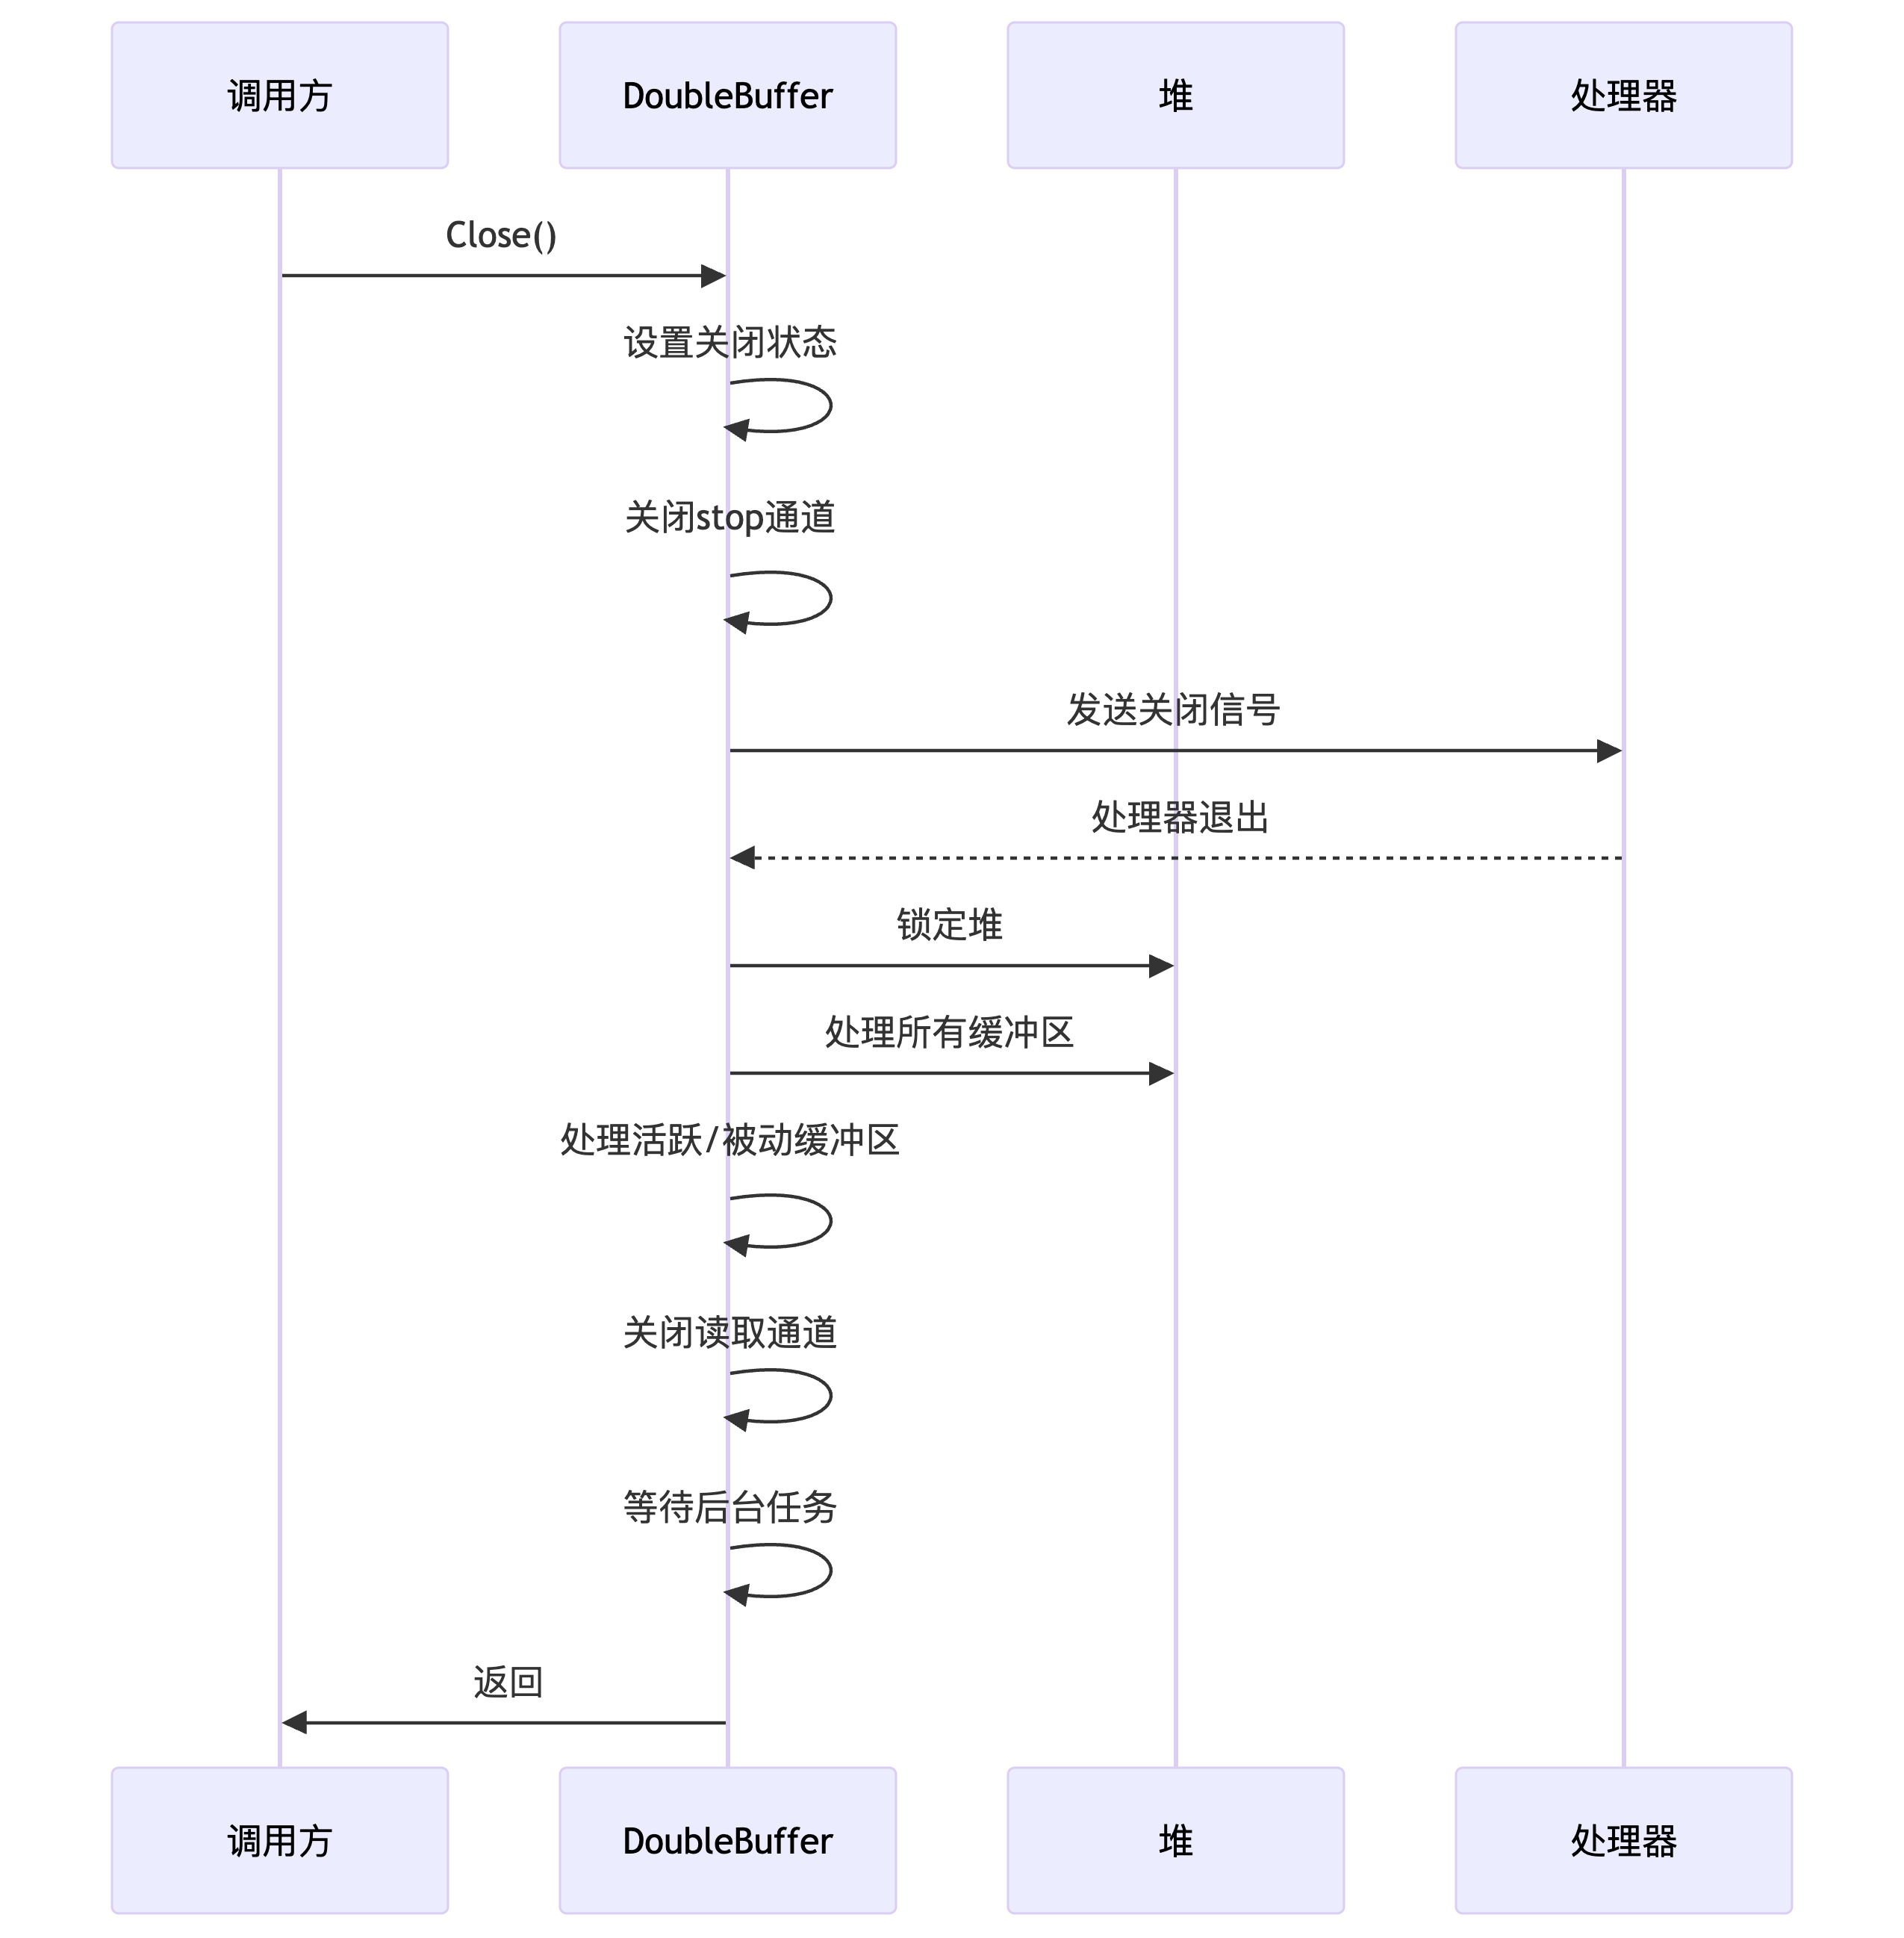 调用方
DoubleBuffer
堆
处理器
Close()
设置关闭状态
关闭stop通道
发送关闭信号
处理器退出
锁定堆
处理所有缓冲区
处理活跃/被动缓冲区
关闭读取通道
等待后台任务
返回
调用方
DoubleBuffer
堆
处理器